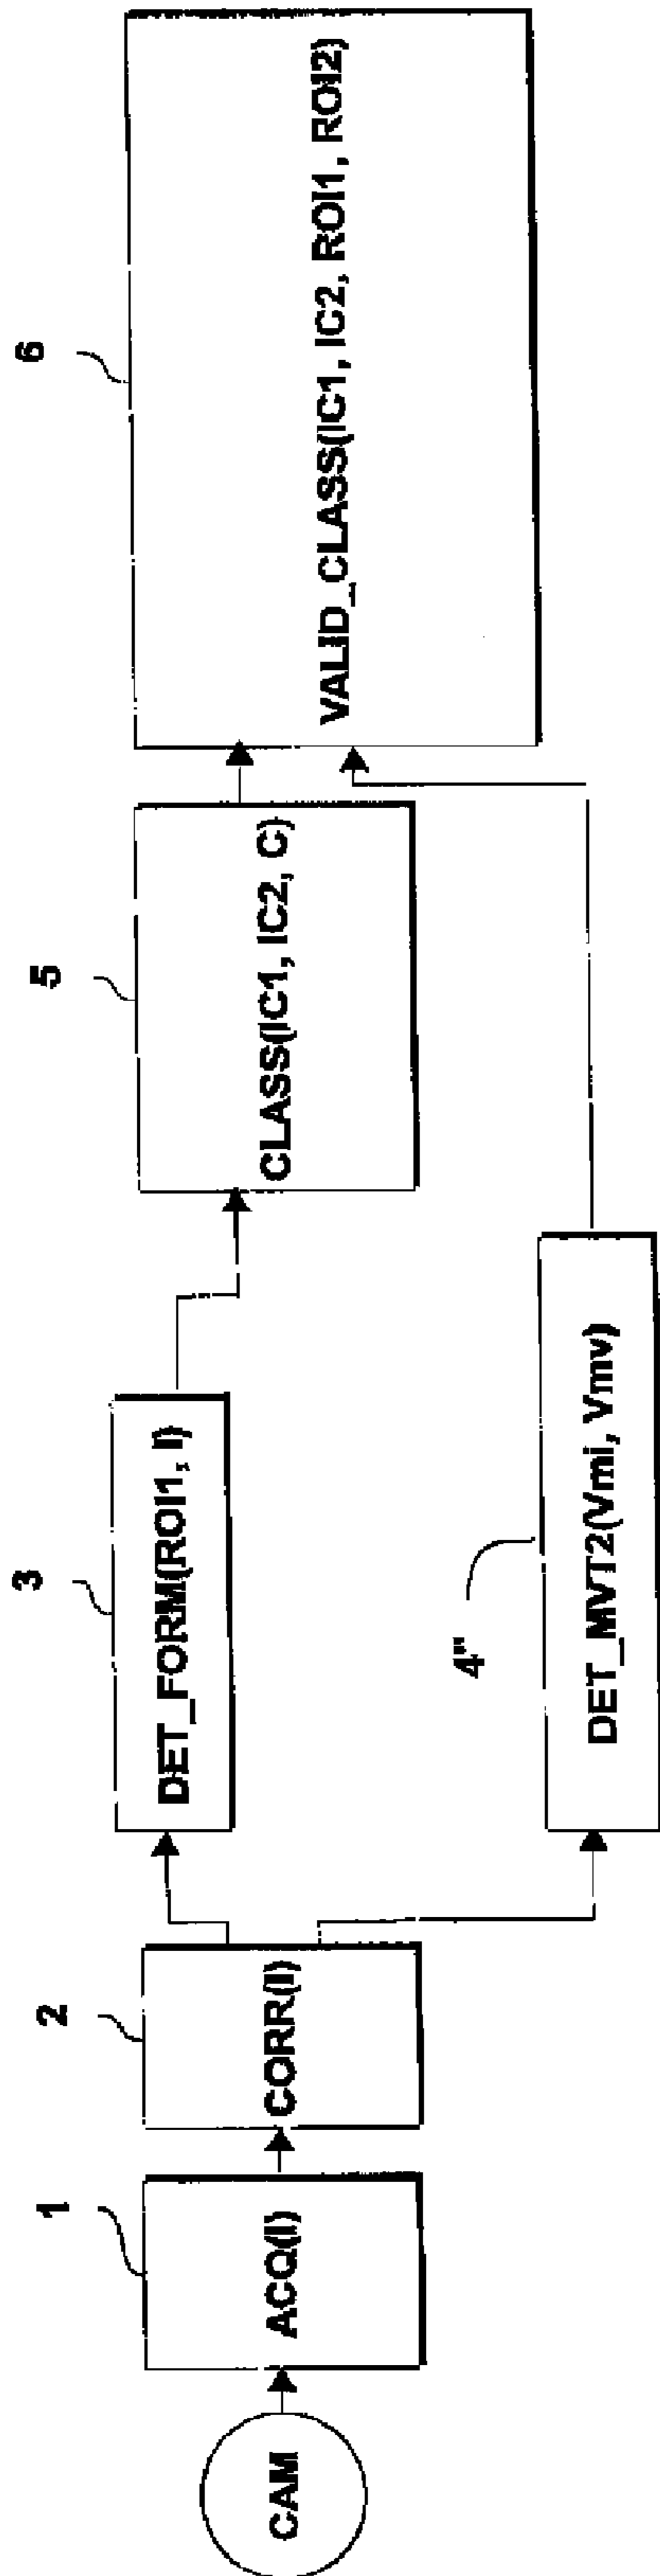 CAM
1
ACQ(I)
2
CORR(I)
3
DET_FORM(ROI1, I)
4"
DET_MVT2(Vmi, Vmv)
5
CLASS(IC1, IC2, C)
6
VALID_CLASS(IC1, IC2, ROI1, ROI2)